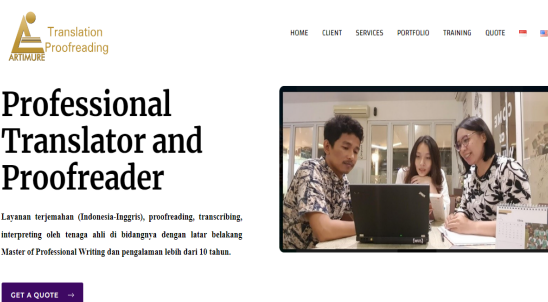 Translation
Proofreading
ARTIMURE
HOME CLIENT SERVICES PORTFOLIO TRAINING QUOTE
Professional
Translator and
Proofreader
Layanan terjemahan (Indonesia-Inggris), proofreading, transcribing,
interpreting oleh tenaga ahli di bidangnya dengan latar belakang
Master of Professional Writing dan pengalaman lebih dari 10 tahun.
GET A QUOTE →